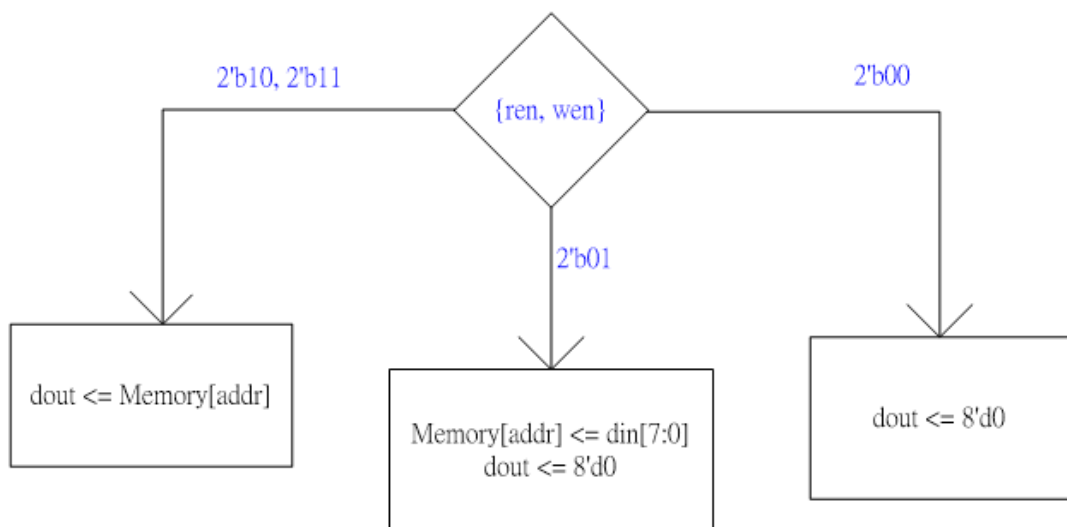 2'b10, 2'b11
2'b00
{ren, wen}
2'b01
dout <= Memory[addr]
Memory[addr] <= din[7:0]
dout <= 8'd0
dout <= 8'd0